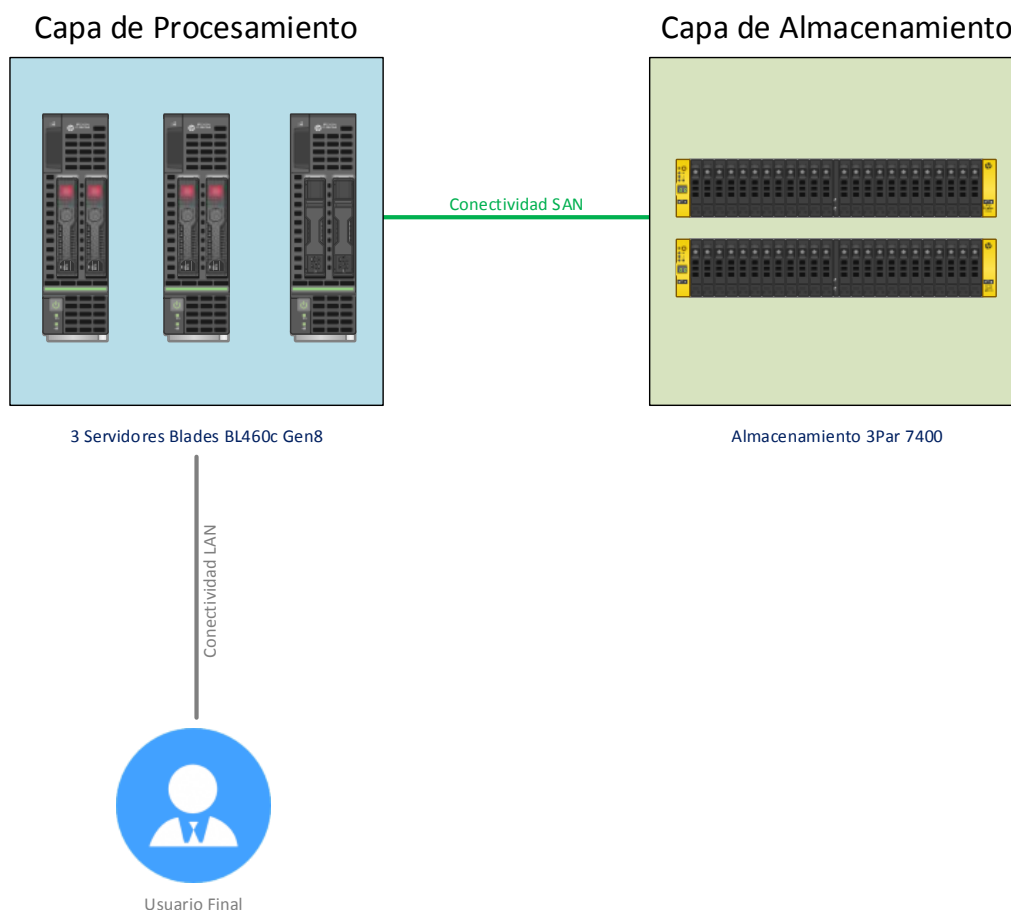 Capa de Procesamiento
Capa de Almacenamiento
Conectividad SAN
3 Servidores Blades BL460c Gen8
Almacenamiento 3Par 7400
Conectividad LAN
Usuario Final